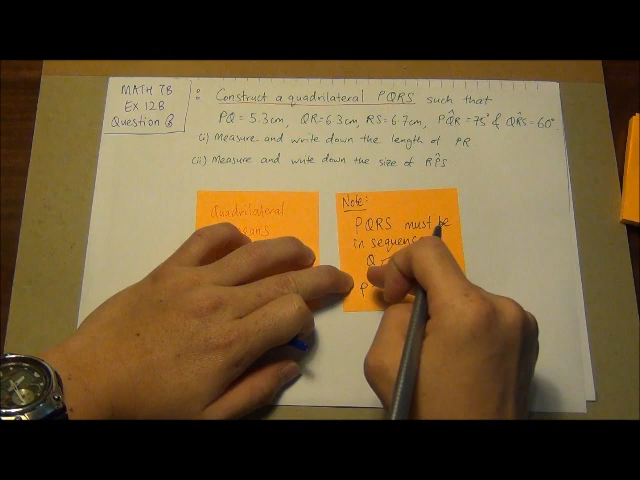 MATH 7B
EX 12B
Question 8
: Construct a quadrilateral PQRS such that
PQ = 5.3cm, QR = 6.3cm, RS = 6.7cm, PQ̂R = 75° & QR̂S = 60°
(i) Measure and write down the length of PR
(ii) Measure and write down the size of RP̂S
Quadrilateral
means
Note:
PQRS must be
in sequence
Q
P